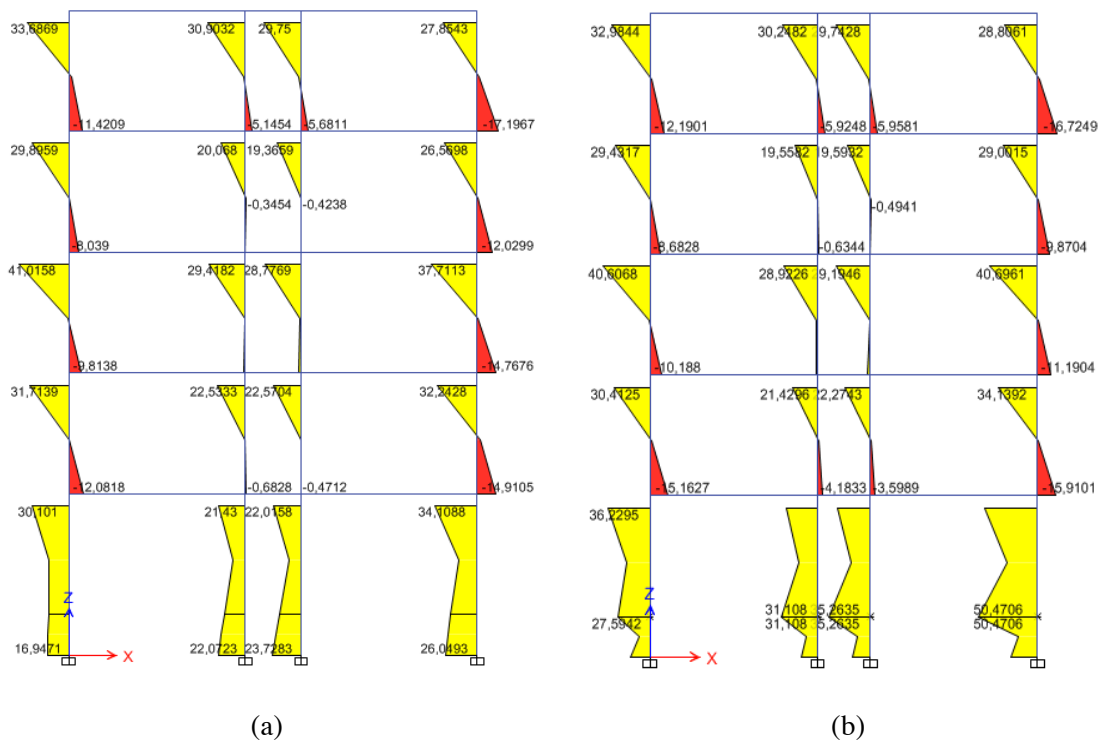 33,6869 30,9032 29,75 27,8543
-11,4209 -5,1454 -5,6811 -17,1967
29,8959 20,068 19,3659 26,5698
-0,3454 -0,4238
-8,039 -12,0299
41,0158 29,4182 28,7769 37,7113
-9,8138 -14,7676
31,7139 22,5333 22,5704 32,2428
-12,0818 -0,6828 -0,4712 -14,9105
30,101 21,43 22,0158 34,1088
Z
16,9471 22,0723 23,7283 26,0493
X
(a)
32,9844 30,2482 29,7428 28,8061
-12,1901 -5,9248 -5,9581 -16,7249
29,4317 19,5582 19,5932 29,0015
-0,4941
-8,6828 -0,6344 -9,8704
40,6068 28,9226 29,1946 40,6961
-10,188 -11,1904
30,4125 21,4296 22,2743 34,1392
-15,1627 -4,1833 -3,5989 -15,9101
36,2295
Z
31,108 5,2635 50,4706
27,5942 31,108 5,2635 50,4706
X
(b)